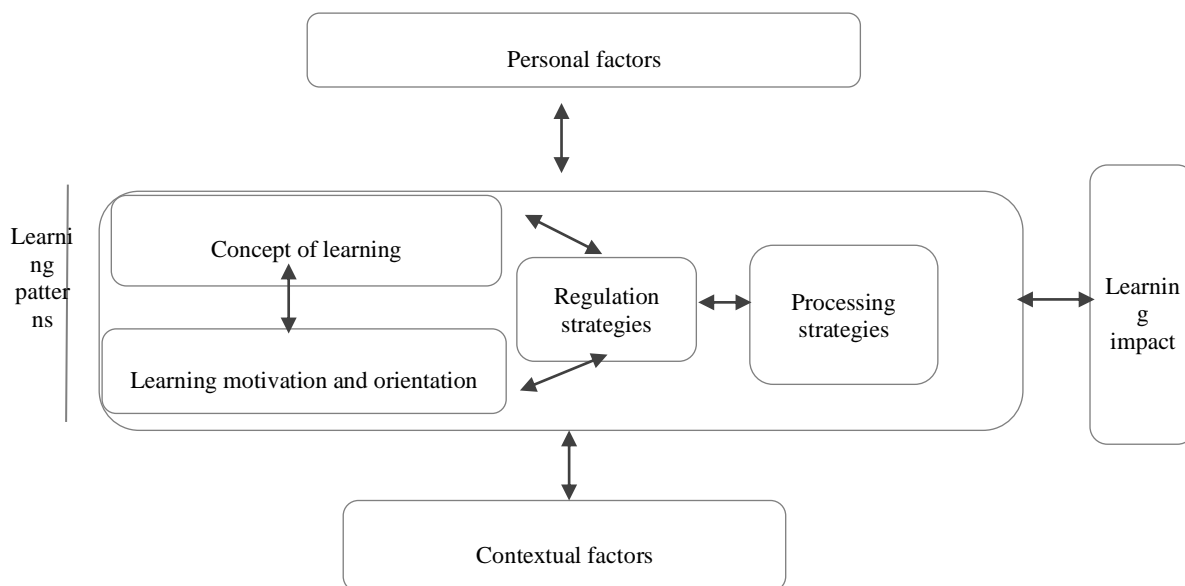 Personal factors
Learni
ng
patter
ns
Concept of learning
Learning motivation and orientation
Regulation
strategies
Processing
strategies
Learnin
g
impact
Contextual factors